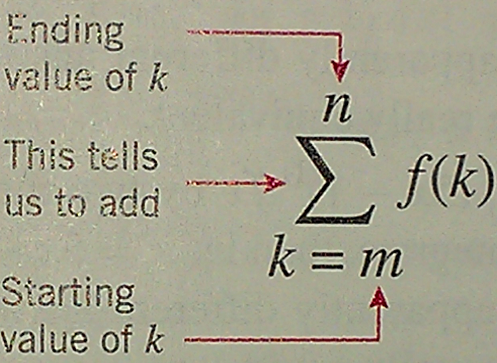 Ending
value of k
This tells
us to add
Starting
value of k
n
∑ f(k)
k = m